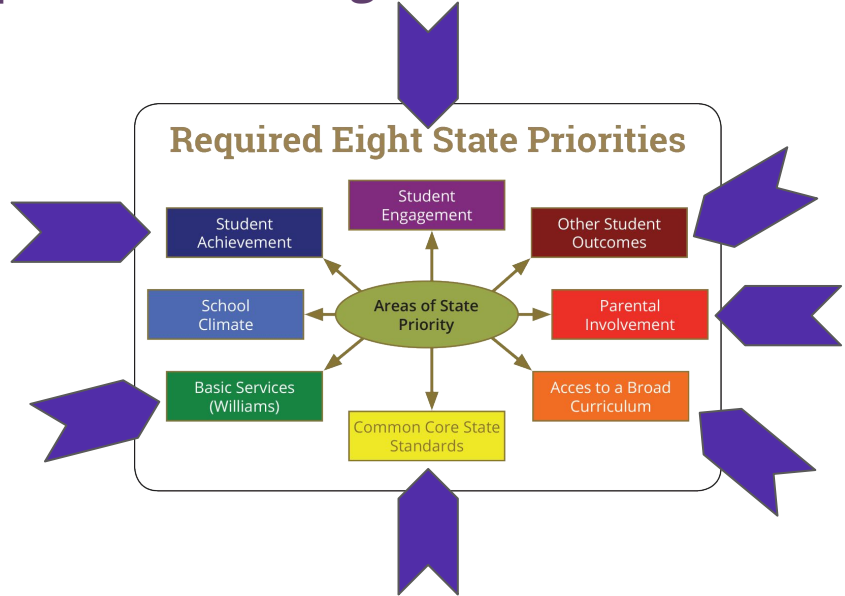 Required Eight State Priorities
Student
Engagement
Student
Achievement
Other Student
Outcomes
School
Climate
Areas of State
Priority
Parental
Involvement
Basic Services
(Williams)
Acces to a Broad
Curriculum
Common Core State
Standards